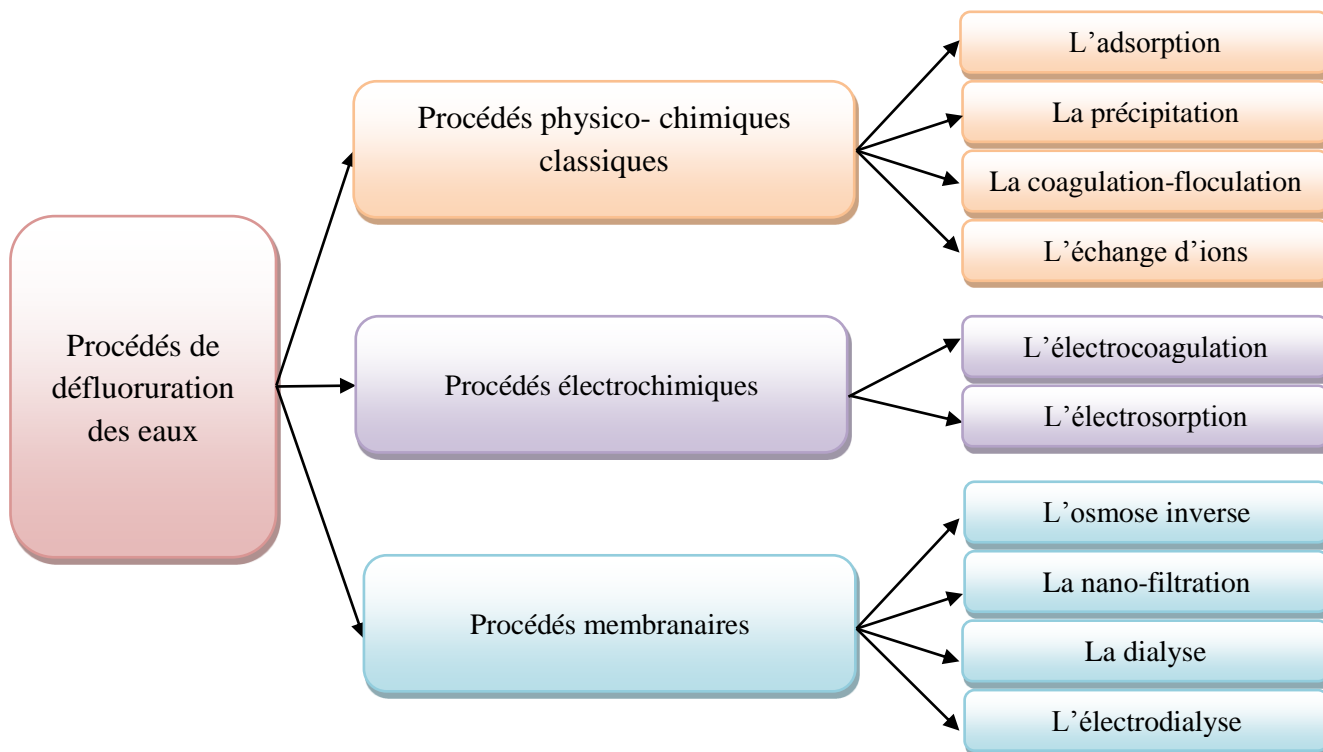 Procédés de
défluoruration
des eaux
Procédés physico- chimiques
classiques
L’adsorption
La précipitation
La coagulation-floculation
L’échange d’ions
Procédés électrochimiques
L’électrocoagulation
L’électrosorption
Procédés membranaires
L’osmose inverse
La nano-filtration
La dialyse
L’électrodialyse